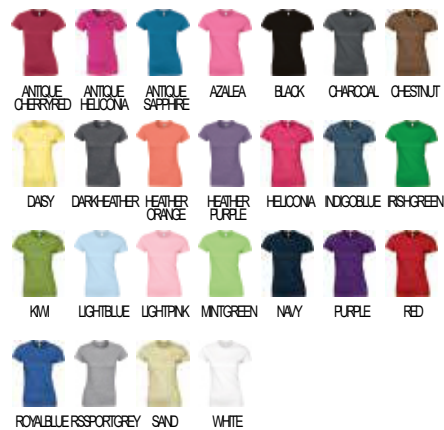 ANTIQUE CHERRYRED
ANTIQUE HELICONIA
ANTIQUE SAPPHIRE
AZALEA
BLACK
CHARCOAL
CHESTNUT
DAISY
DARKHEATHER
HEATHER ORANGE
HEATHER PURPLE
HELICONIA
INDIGOBLUE
IRISHGREEN
KIWI
LIGHTBLUE
LIGHTPINK
MINTGREEN
NAVY
PURPLE
RED
ROYALBLUE
RSSPORTGREY
SAND
WHITE